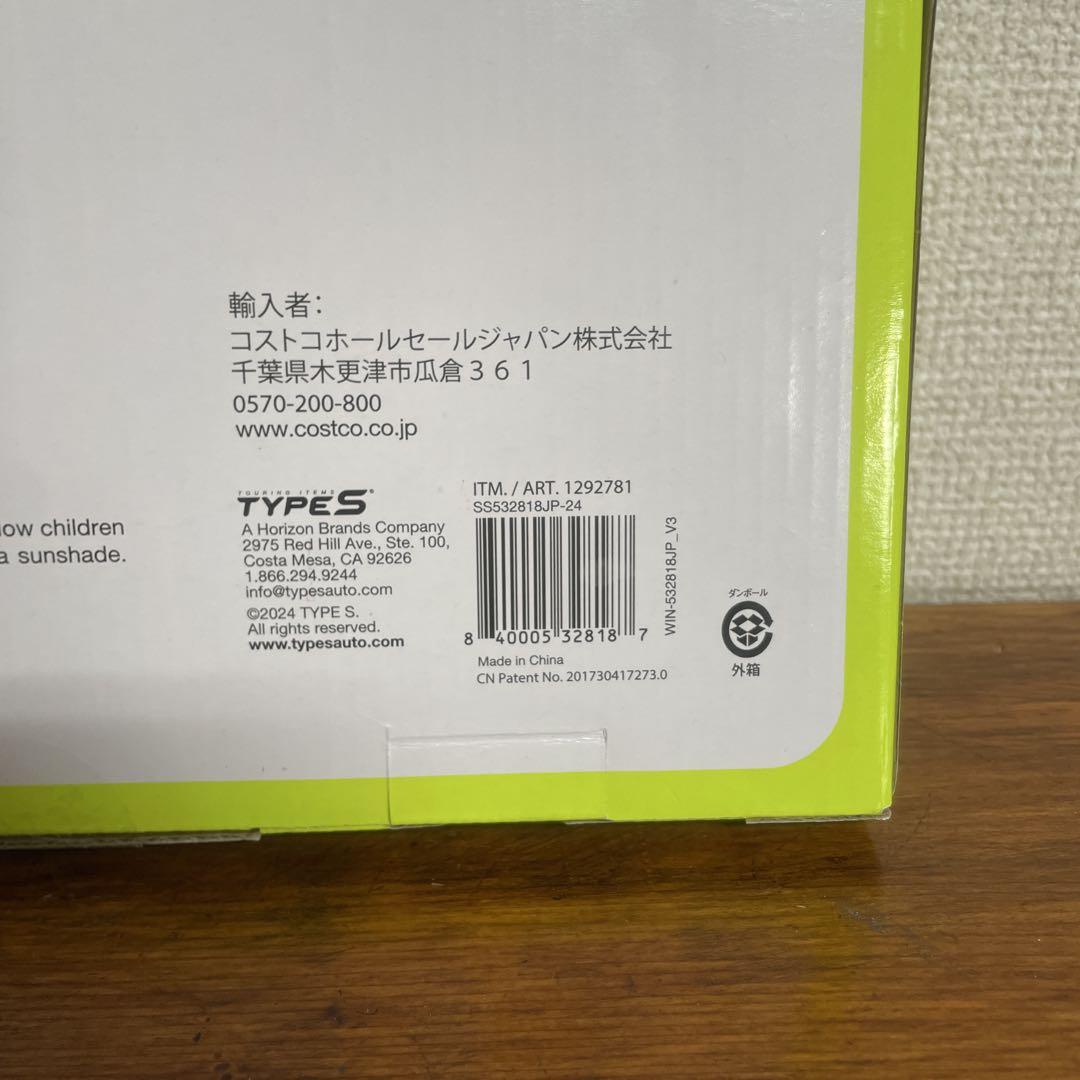 輸入者：
コストコホールセールジャパン株式会社
千葉県木更津市瓜倉３６１
0570-200-800
www.costco.co.jp
children
a sunshade.
TOURING ITEMS
TYPE S®
A Horizon Brands Company
2975 Red Hill Ave., Ste. 100,
Costa Mesa, CA 92626
1.866.294.9244
info@typesauto.com
©2024 TYPE S.
All rights reserved.
www.typesauto.com
ITM. / ART. 1292781
SS532818JP-24
8 40005 32818 7
WIN-532818JP_V3
Made in China
CN Patent No. 201730417273.0
ダンボール
外箱